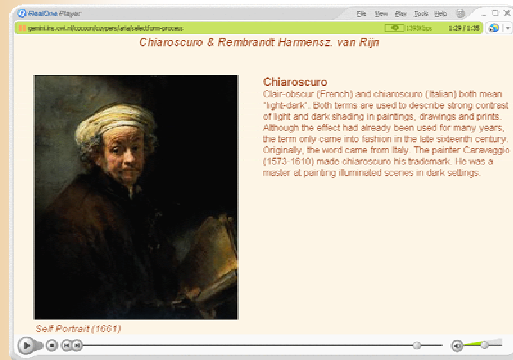 RealOne Player
File View Play Tools Help
1:29 / 1:35
Chiaroscuro & Rembrandt Harmensz. van Rijn
Chiaroscuro
Clair-obscur (French) and chiaroscuro (Italian) both mean
"light-dark". Both terms are used to describe strong contrast
of light and dark shading in paintings, drawings and prints.
Although the effect had already been used for many years,
the term only came into fashion in the late sixteenth century.
Originally, the word came from Italy. The painter Caravaggio
(1573-1610) made chiaroscuro his trademark. He was a
master at painting illuminated scenes in dark settings.
Self Portrait (1661)